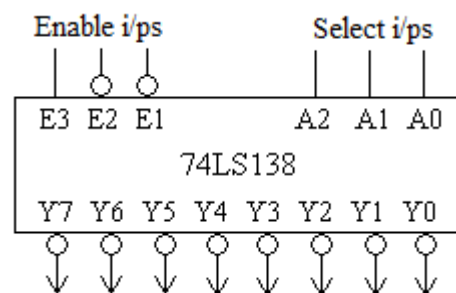 Enable i/ps Select i/ps
E3 E2 E1 A2 A1 A0
74LS138
Y7 Y6 Y5 Y4 Y3 Y2 Y1 Y0